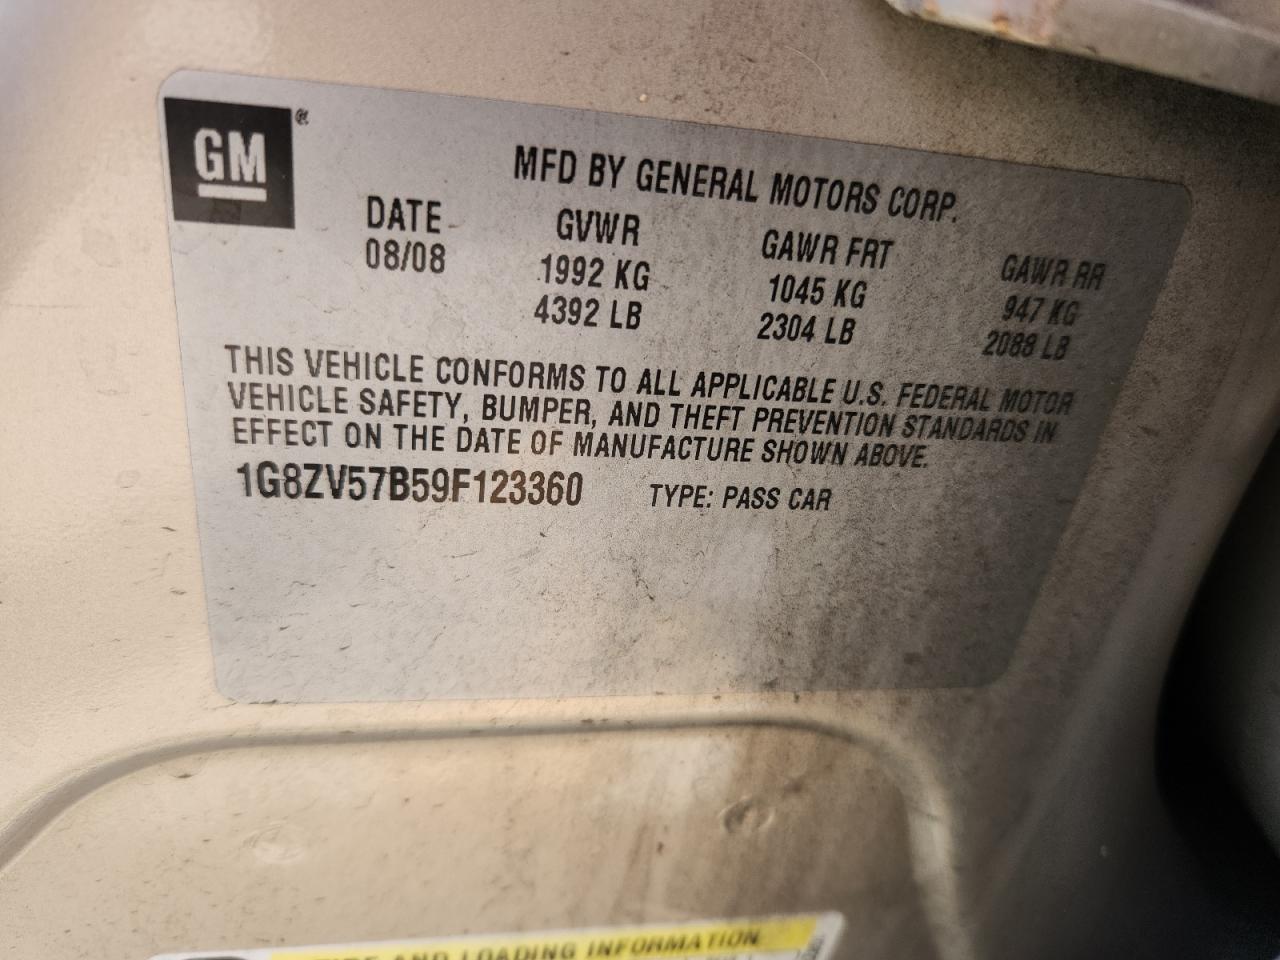 GM ®
MFD BY GENERAL MOTORS CORP.
DATE GVWR GAWR FRT GAWR RR
08/08 1992 KG 1045 KG 947 KG
4392 LB 2304 LB 2088 LB
THIS VEHICLE CONFORMS TO ALL APPLICABLE U.S. FEDERAL MOTOR
VEHICLE SAFETY, BUMPER, AND THEFT PREVENTION STANDARDS IN
EFFECT ON THE DATE OF MANUFACTURE SHOWN ABOVE.
1G8ZV57B59F123360 TYPE: PASS CAR
TIRE AND LOADING INFORMATION